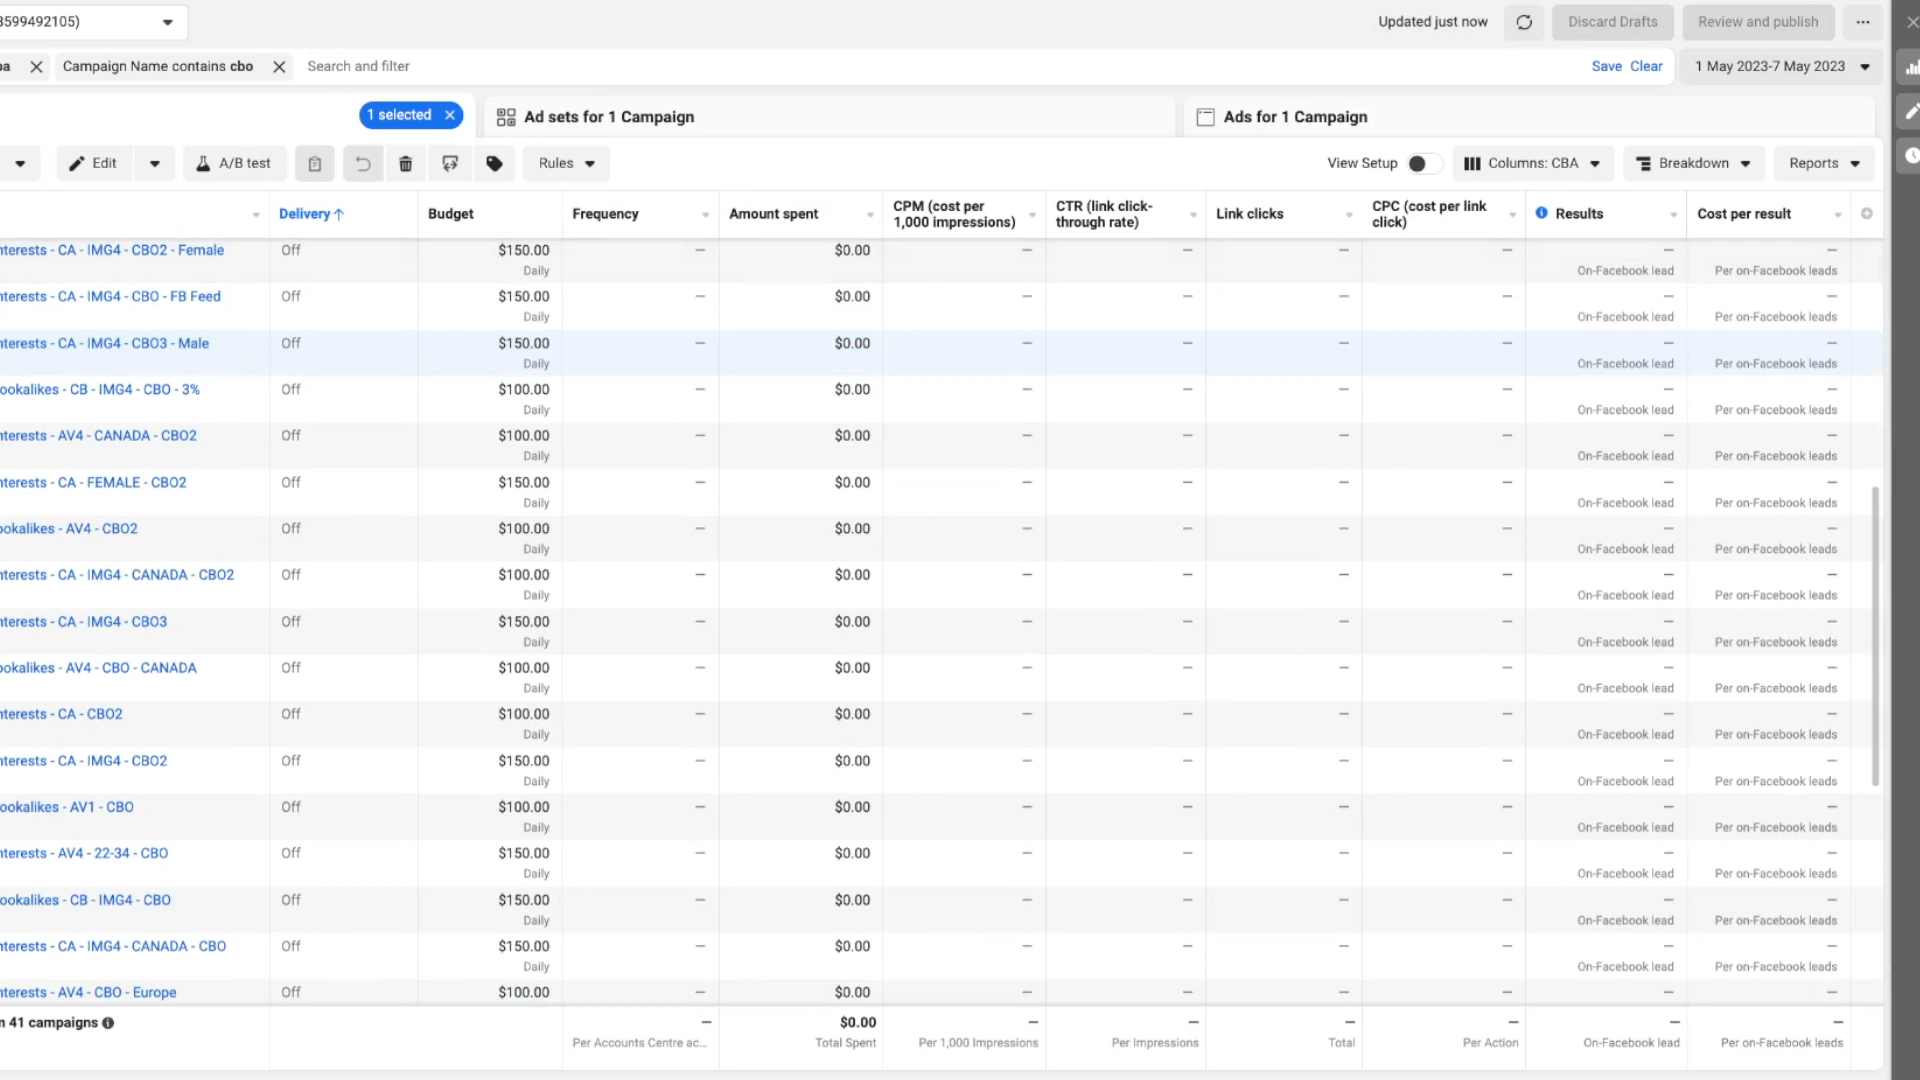 3599492105)
Updated just now
Discard Drafts
Review and publish
Campaign Name contains cbo
Search and filter
Save Clear
1 May 2023-7 May 2023
1 selected
Ad sets for 1 Campaign
Ads for 1 Campaign
Edit
A/B test
Rules
View Setup
Columns: CBA
Breakdown
Reports
Delivery↑
Budget
Frequency
Amount spent
CPM (cost per
1,000 impressions)
CTR (link click-
through rate)
Link clicks
CPC (cost per link
click)
Results
Cost per result
nterests - CA - IMG4 - CBO2 - Female Off $150.00 — $0.00 — — — — — —
Daily On-Facebook lead Per on-Facebook leads
nterests - CA - IMG4 - CBO - FB Feed Off $150.00 — $0.00 — — — — — —
Daily On-Facebook lead Per on-Facebook leads
nterests - CA - IMG4 - CBO3 - Male Off $150.00 — $0.00 — — — — — —
Daily On-Facebook lead Per on-Facebook leads
ookalikes - CB - IMG4 - CBO - 3% Off $100.00 — $0.00 — — — — — —
Daily On-Facebook lead Per on-Facebook leads
nterests - AV4 - CANADA - CBO2 Off $100.00 — $0.00 — — — — — —
Daily On-Facebook lead Per on-Facebook leads
nterests - CA - FEMALE - CBO2 Off $150.00 — $0.00 — — — — — —
Daily On-Facebook lead Per on-Facebook leads
ookalikes - AV4 - CBO2 Off $100.00 — $0.00 — — — — — —
Daily On-Facebook lead Per on-Facebook leads
nterests - CA - IMG4 - CANADA - CBO2 Off $100.00 — $0.00 — — — — — —
Daily On-Facebook lead Per on-Facebook leads
nterests - CA - IMG4 - CBO3 Off $150.00 — $0.00 — — — — — —
Daily On-Facebook lead Per on-Facebook leads
ookalikes - AV4 - CBO - CANADA Off $100.00 — $0.00 — — — — — —
Daily On-Facebook lead Per on-Facebook leads
nterests - CA - CBO2 Off $100.00 — $0.00 — — — — — —
Daily On-Facebook lead Per on-Facebook leads
nterests - CA - IMG4 - CBO2 Off $150.00 — $0.00 — — — — — —
Daily On-Facebook lead Per on-Facebook leads
ookalikes - AV1 - CBO Off $100.00 — $0.00 — — — — — —
Daily On-Facebook lead Per on-Facebook leads
nterests - AV4 - 22-34 - CBO Off $150.00 — $0.00 — — — — — —
Daily On-Facebook lead Per on-Facebook leads
ookalikes - CB - IMG4 - CBO Off $150.00 — $0.00 — — — — — —
Daily On-Facebook lead Per on-Facebook leads
nterests - CA - IMG4 - CANADA - CBO Off $150.00 — $0.00 — — — — — —
Daily On-Facebook lead Per on-Facebook leads
nterests - AV4 - CBO - Europe Off $100.00 — $0.00 — — — — — —
41 campaigns — $0.00 — — — — — —
Per Accounts Centre ac... Total Spent Per 1,000 Impressions Per Impressions Total Per Action On-Facebook lead Per on-Facebook leads